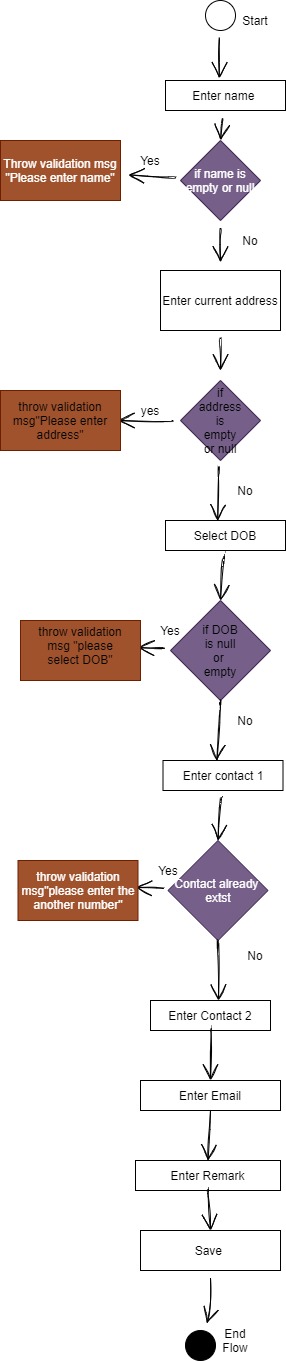 Start
Enter name
Throw validation msg
"Please enter name"
Yes
if name is
empty or null
No
Enter current address
throw validation
msg"Please enter
address"
yes
if
address
is
empty
or null
No
Select DOB
throw validation
msg "please
select DOB"
Yes
if DOB
is null
or
empty
No
Enter contact 1
throw validation
msg"please enter the
another number"
Yes
Contact already
extst
No
Enter Contact 2
Enter Email
Enter Remark
Save
End
Flow